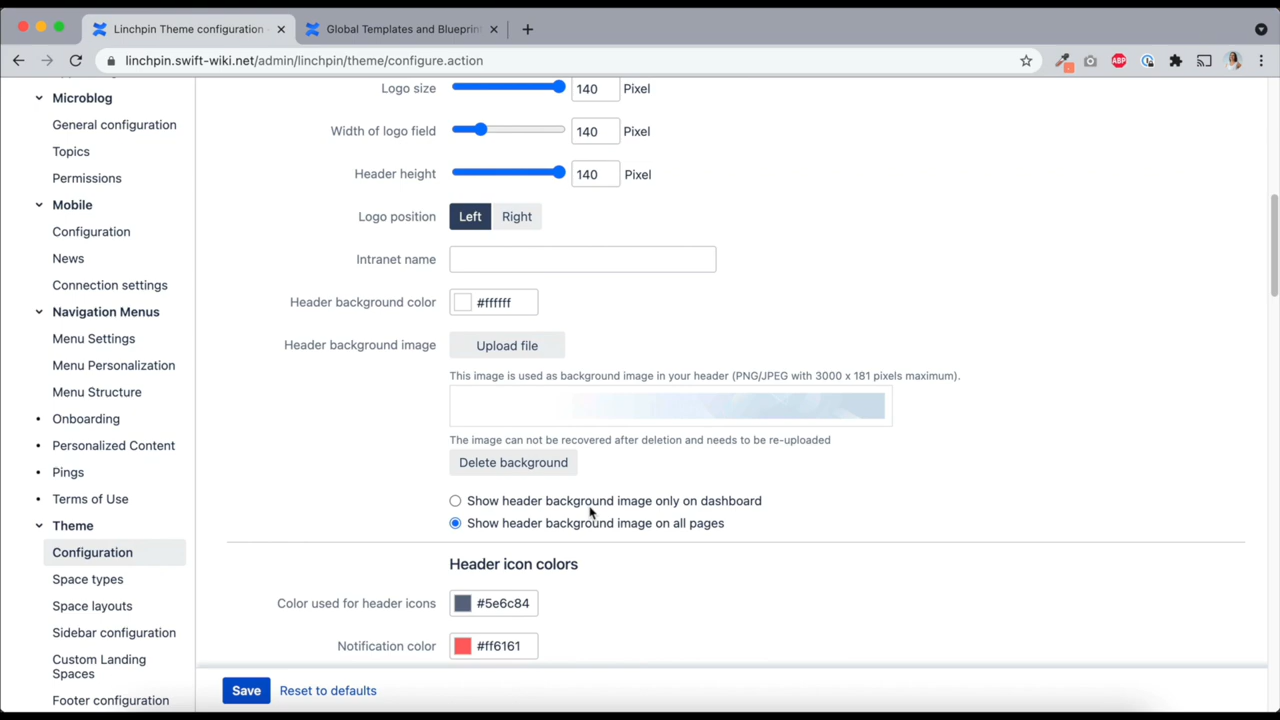 Linchpin Theme configuration -
Global Templates and Blueprin
linchpin.swift-wiki.net/admin/linchpin/theme/configure.action
ABP
Microblog
General configuration
Topics
Permissions
Mobile
Configuration
News
Connection settings
Navigation Menus
Menu Settings
Menu Personalization
Menu Structure
Onboarding
Personalized Content
Pings
Terms of Use
Theme
Configuration
Space types
Space layouts
Sidebar configuration
Custom Landing
Spaces
Footer configuration
Logo size 140 Pixel
Width of logo field 140 Pixel
Header height 140 Pixel
Logo position Left Right
Intranet name
Header background color #ffffff
Header background image Upload file
This image is used as background image in your header (PNG/JPEG with 3000 x 181 pixels maximum).
The image can not be recovered after deletion and needs to be re-uploaded
Delete background
Show header background image only on dashboard
Show header background image on all pages
Header icon colors
Color used for header icons #5e6c84
Notification color #ff6161
Save Reset to defaults